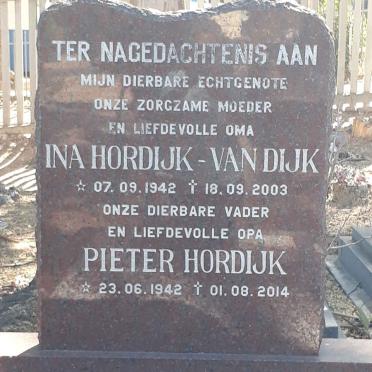 TER NAGEDACHTENIS AAN
MIJN DIERBARE ECHTGENOTE
ONZE ZORGZAME MOEDER
EN LIEFDEVOLLE OMA
INA HORDIJK - VAN DIJK
☆ 07.09.1942 ✝ 18.09.2003
ONZE DIERBARE VADER
EN LIEFDEVOLLE OPA
PIETER HORDIJK
☆ 23.06.1942 ✝ 01.08.2014